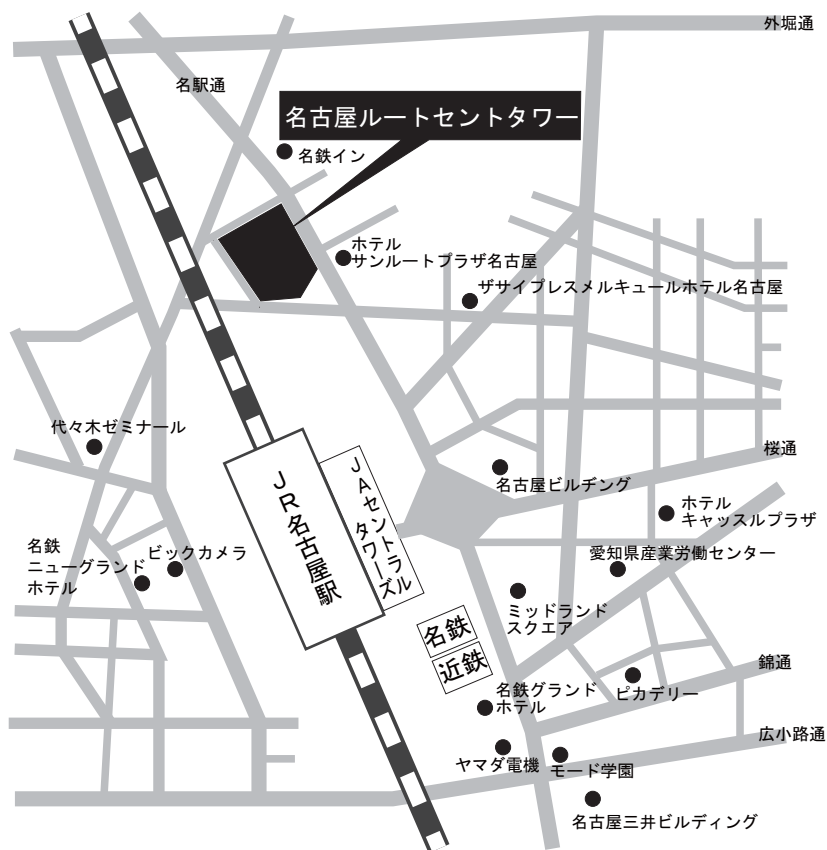 外堀通
名駅通
名古屋ルートセントタワー
名鉄イン
ホテル
サンルートプラザ名古屋
ザサイプレスメルキュールホテル名古屋
代々木ゼミナール
桜通
JR名古屋駅
JAセントラル
タワーズ
名古屋ビルヂング
ホテル
キャッスルプラザ
名鉄
ニューグランド
ホテル
ビックカメラ
愛知県産業労働センター
ミッドランド
スクエア
名鉄
近鉄
錦通
名鉄グランド
ホテル
ピカデリー
広小路通
ヤマダ電機
モード学園
名古屋三井ビルディング